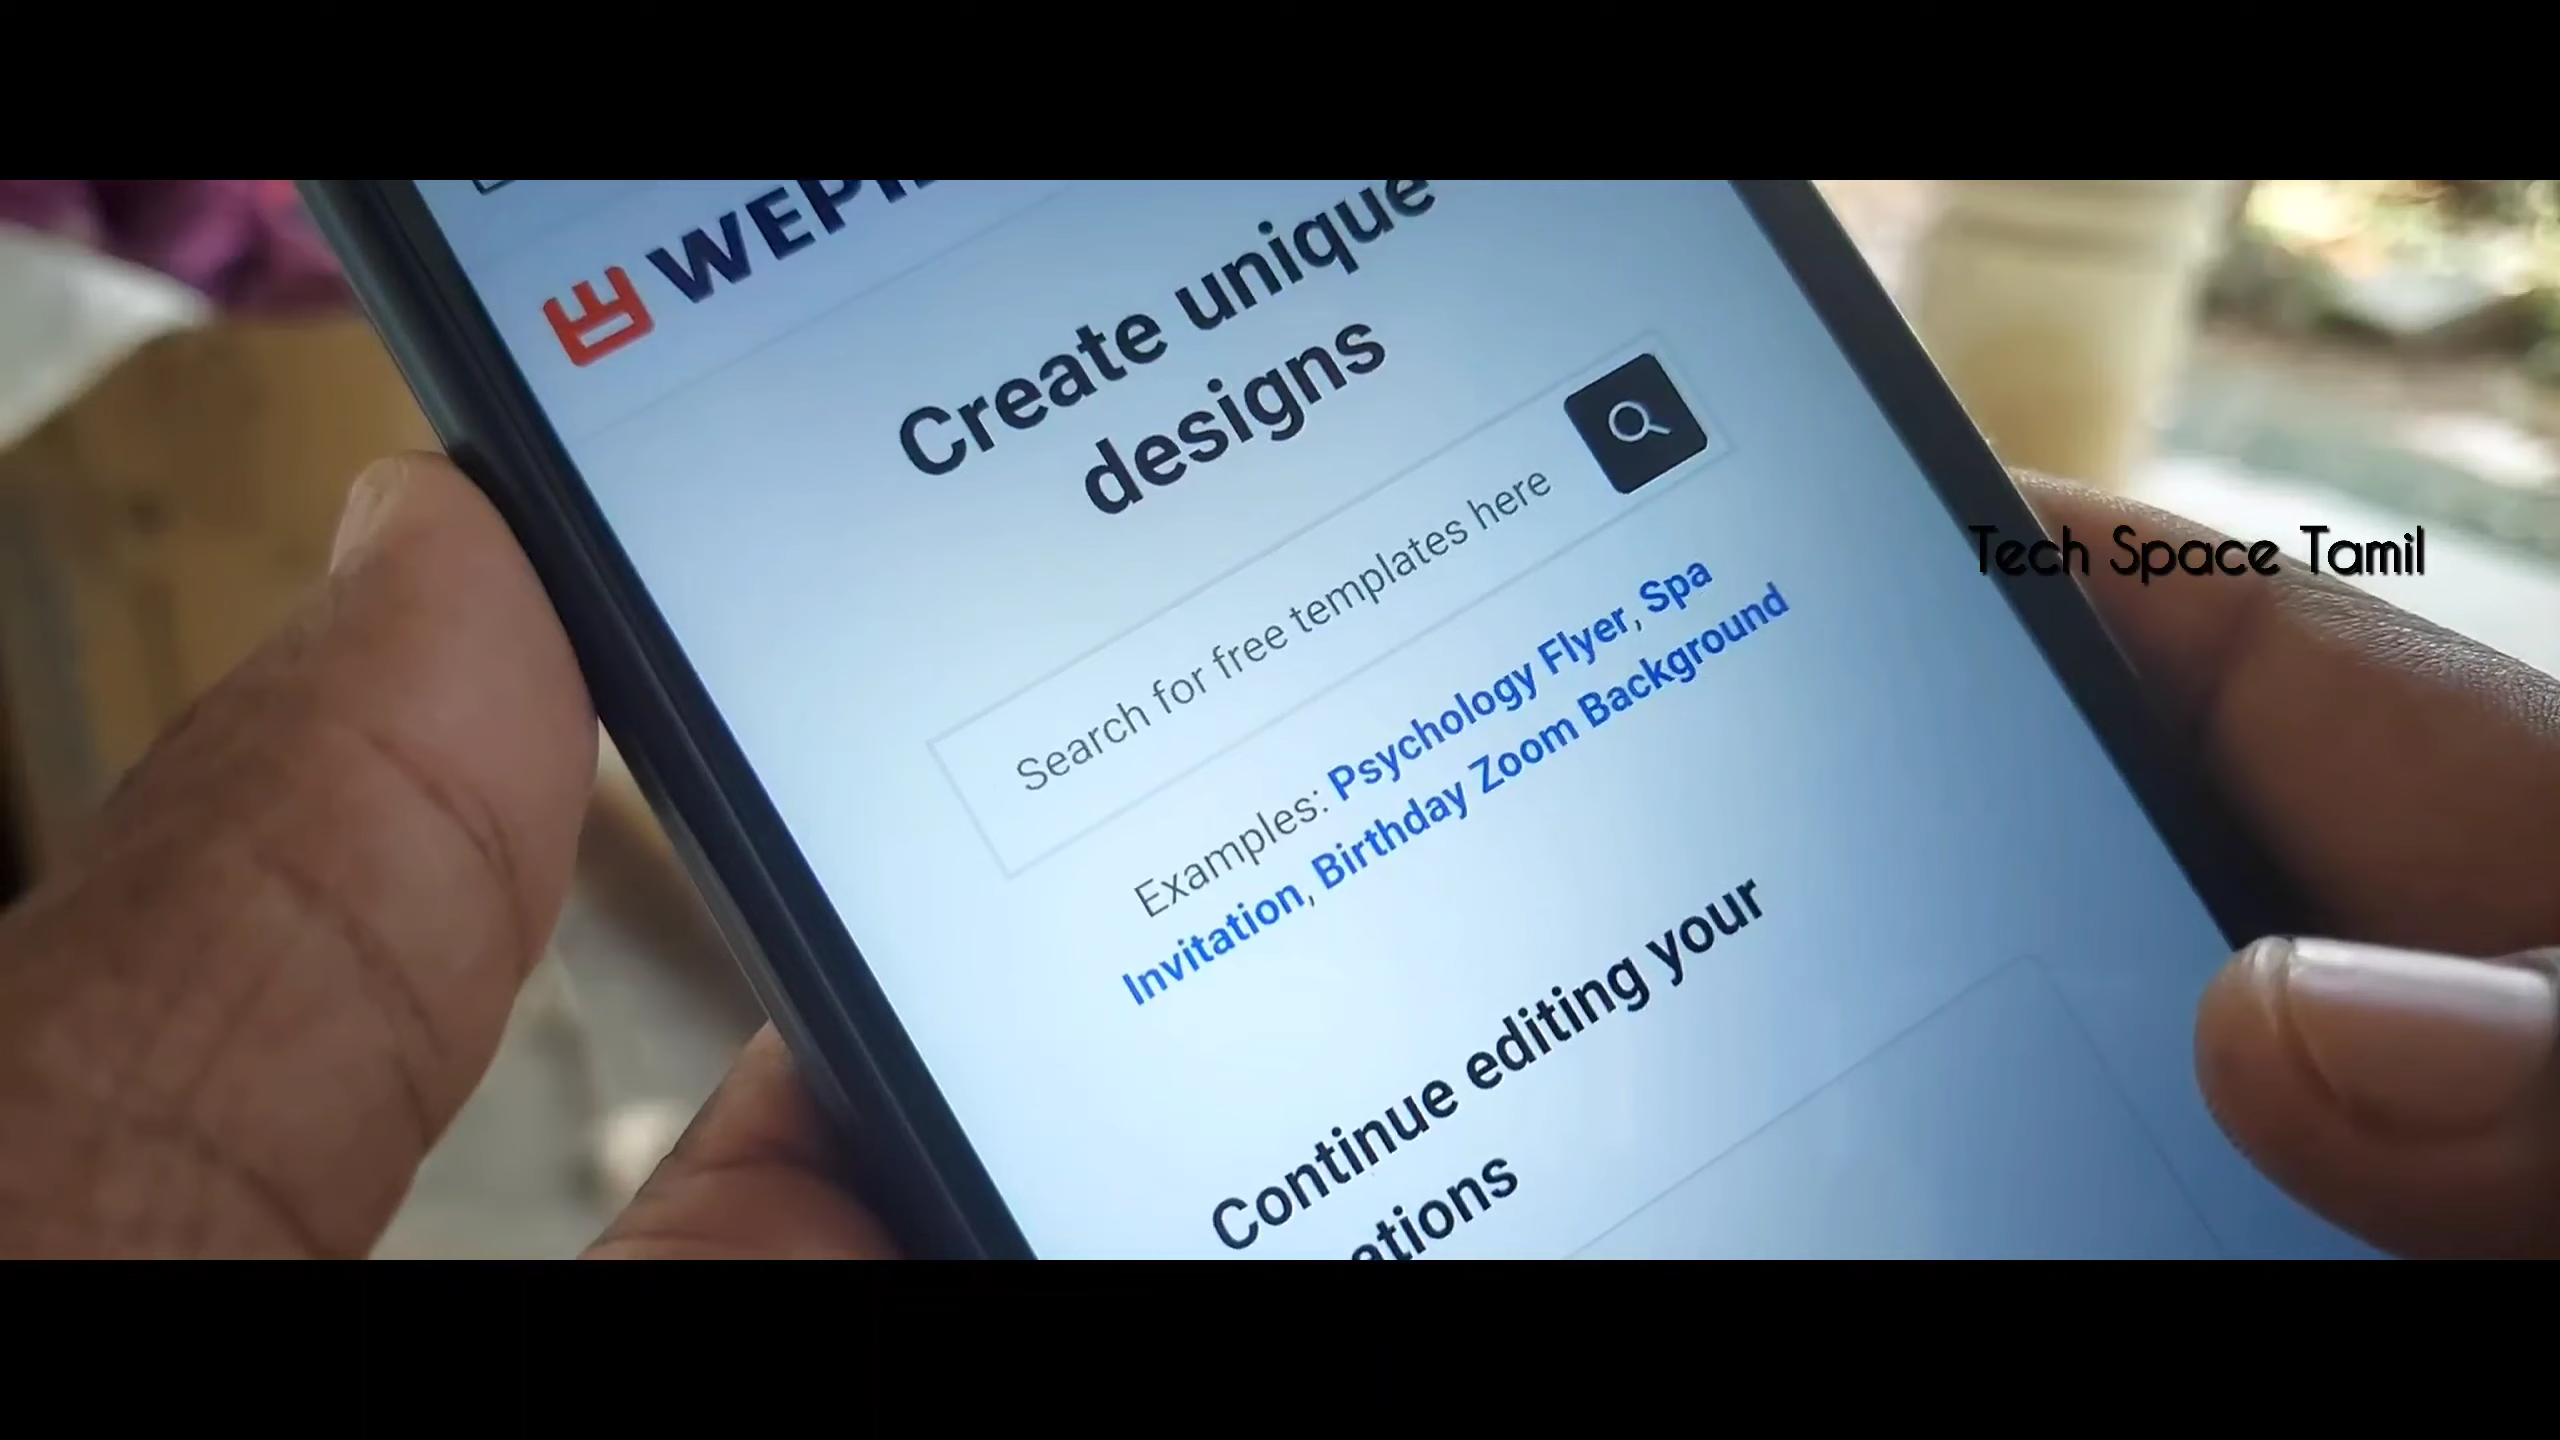 Create unique
designs
Search for free templates here
Examples: Psychology Flyer, Spa
Invitation, Birthday Zoom Background
Continue editing your
Tech Space Tamil